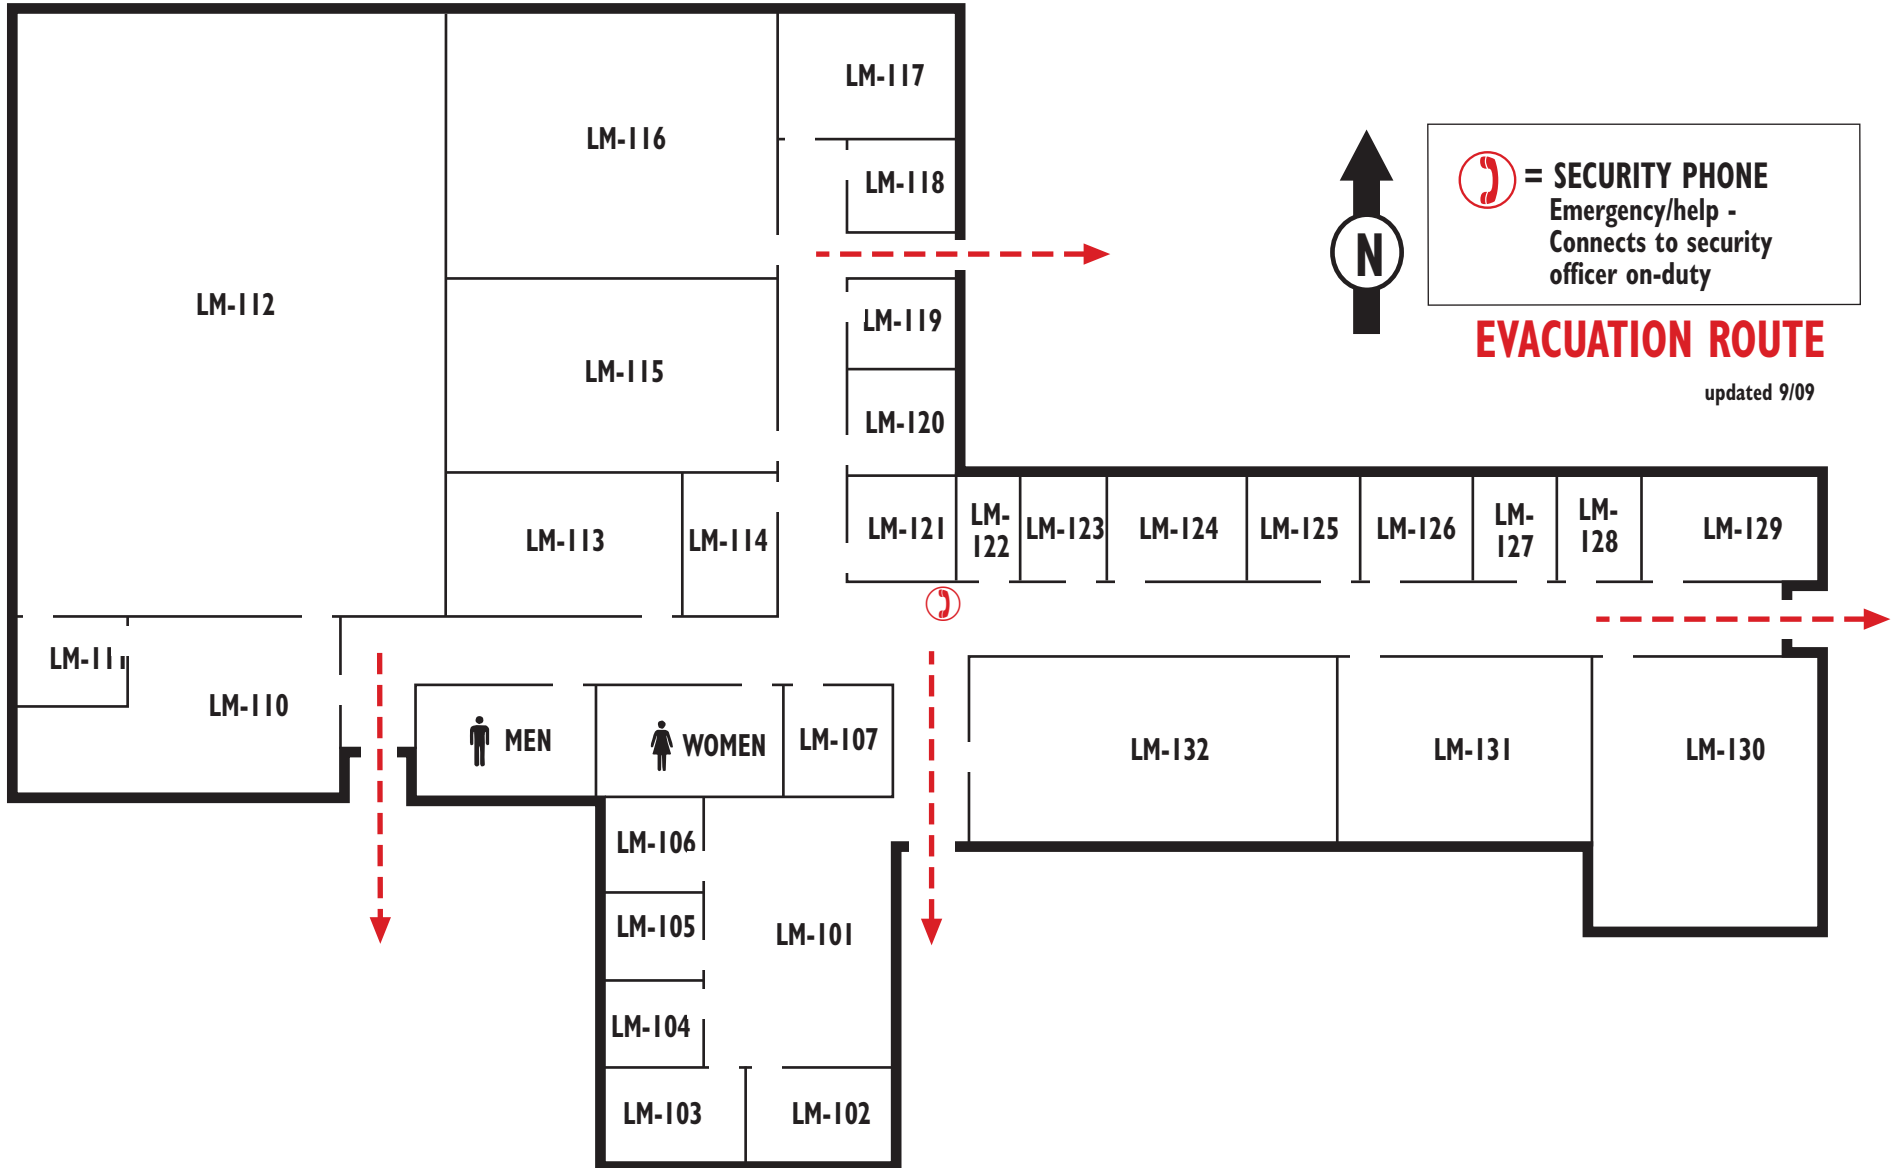 LM-117
LM-116
LM-118
LM-112
LM-119
LM-115
LM-120
LM-113
LM-114
LM-121
LM-
122
LM-123
LM-124
LM-125
LM-126
LM-
127
LM-
128
LM-129
LM-111
LM-110
MEN
WOMEN
LM-107
LM-132
LM-131
LM-130
LM-106
LM-105
LM-101
LM-104
LM-103
LM-102
N
= SECURITY PHONE
Emergency/help -
Connects to security
officer on-duty
EVACUATION ROUTE
updated 9/09